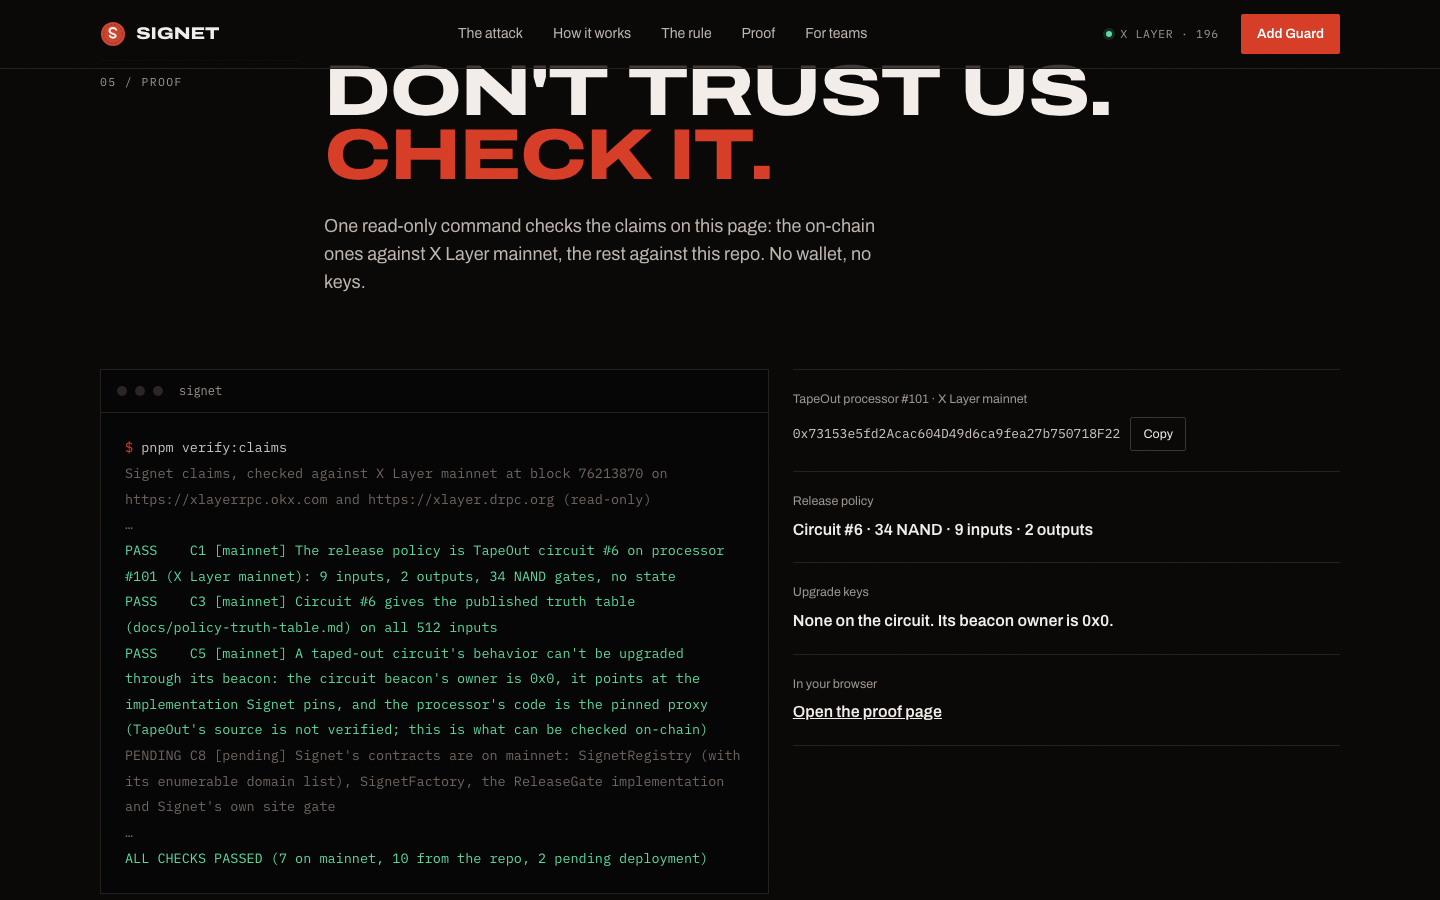 S SIGNET
The attack
How it works
The rule
Proof
For teams
X LAYER · 196
Add Guard
05 / PROOF
DON'T TRUST US.
CHECK IT.
One read-only command checks the claims on this page: the on-chain
ones against X Layer mainnet, the rest against this repo. No wallet, no
keys.
signet
$ pnpm verify:claims
Signet claims, checked against X Layer mainnet at block 76213870 on
https://xlayerrpc.okx.com and https://xlayer.drpc.org (read-only)
…
PASS C1 [mainnet] The release policy is TapeOut circuit #6 on processor
#101 (X Layer mainnet): 9 inputs, 2 outputs, 34 NAND gates, no state
PASS C3 [mainnet] Circuit #6 gives the published truth table
(docs/policy-truth-table.md) on all 512 inputs
PASS C5 [mainnet] A taped-out circuit's behavior can't be upgraded
through its beacon: the circuit beacon's owner is 0x0, it points at the
implementation Signet pins, and the processor's code is the pinned proxy
(TapeOut's source is not verified; this is what can be checked on-chain)
PENDING C8 [pending] Signet's contracts are on mainnet: SignetRegistry (with
its enumerable domain list), SignetFactory, the ReleaseGate implementation
and Signet's own site gate
…
ALL CHECKS PASSED (7 on mainnet, 10 from the repo, 2 pending deployment)
TapeOut processor #101 · X Layer mainnet
0x73153e5fd2Acac604D49d6ca9fea27b750718F22
Copy
Release policy
Circuit #6 · 34 NAND · 9 inputs · 2 outputs
Upgrade keys
None on the circuit. Its beacon owner is 0x0.
In your browser
Open the proof page